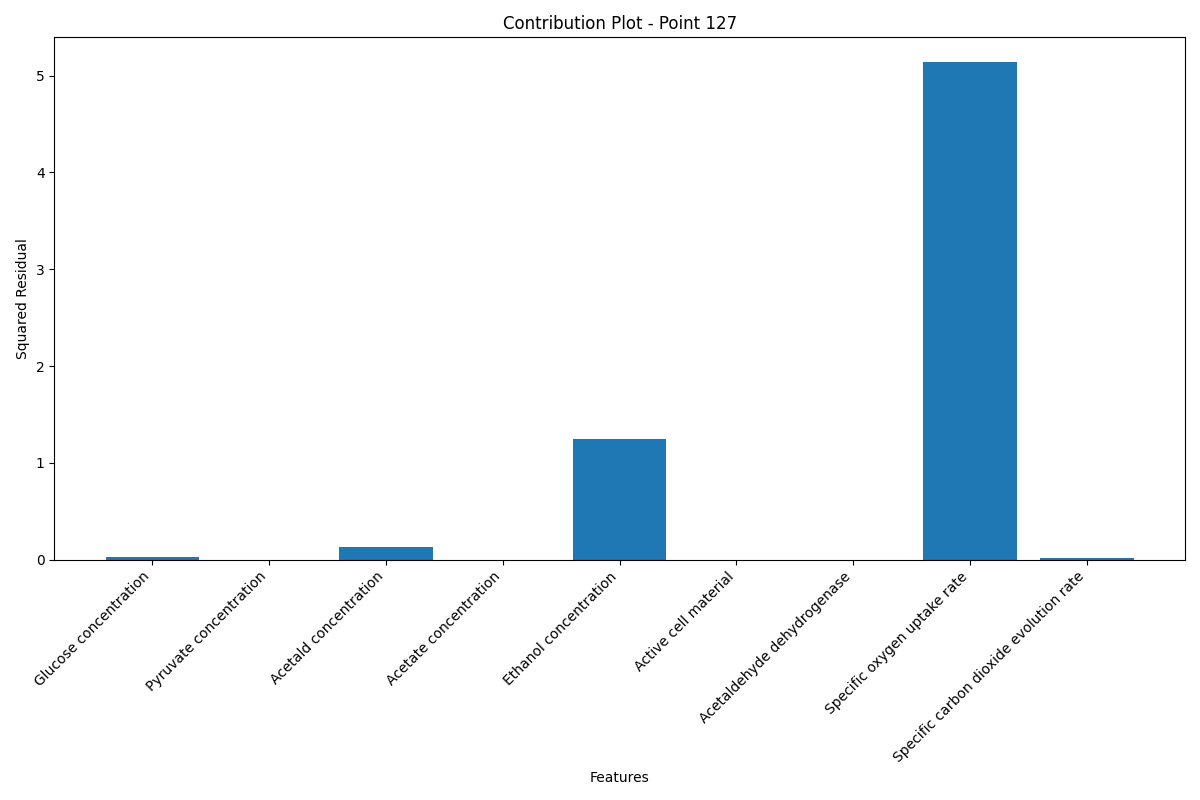 Contribution Plot - Point 127
Squared Residual
5
4
3
2
1
0
Glucose concentration
Pyruvate concentration
Acetald concentration
Acetate concentration
Ethanol concentration
Active cell material
Acetaldehyde dehydrogenase
Specific oxygen uptake rate
Specific carbon dioxide evolution rate
Features